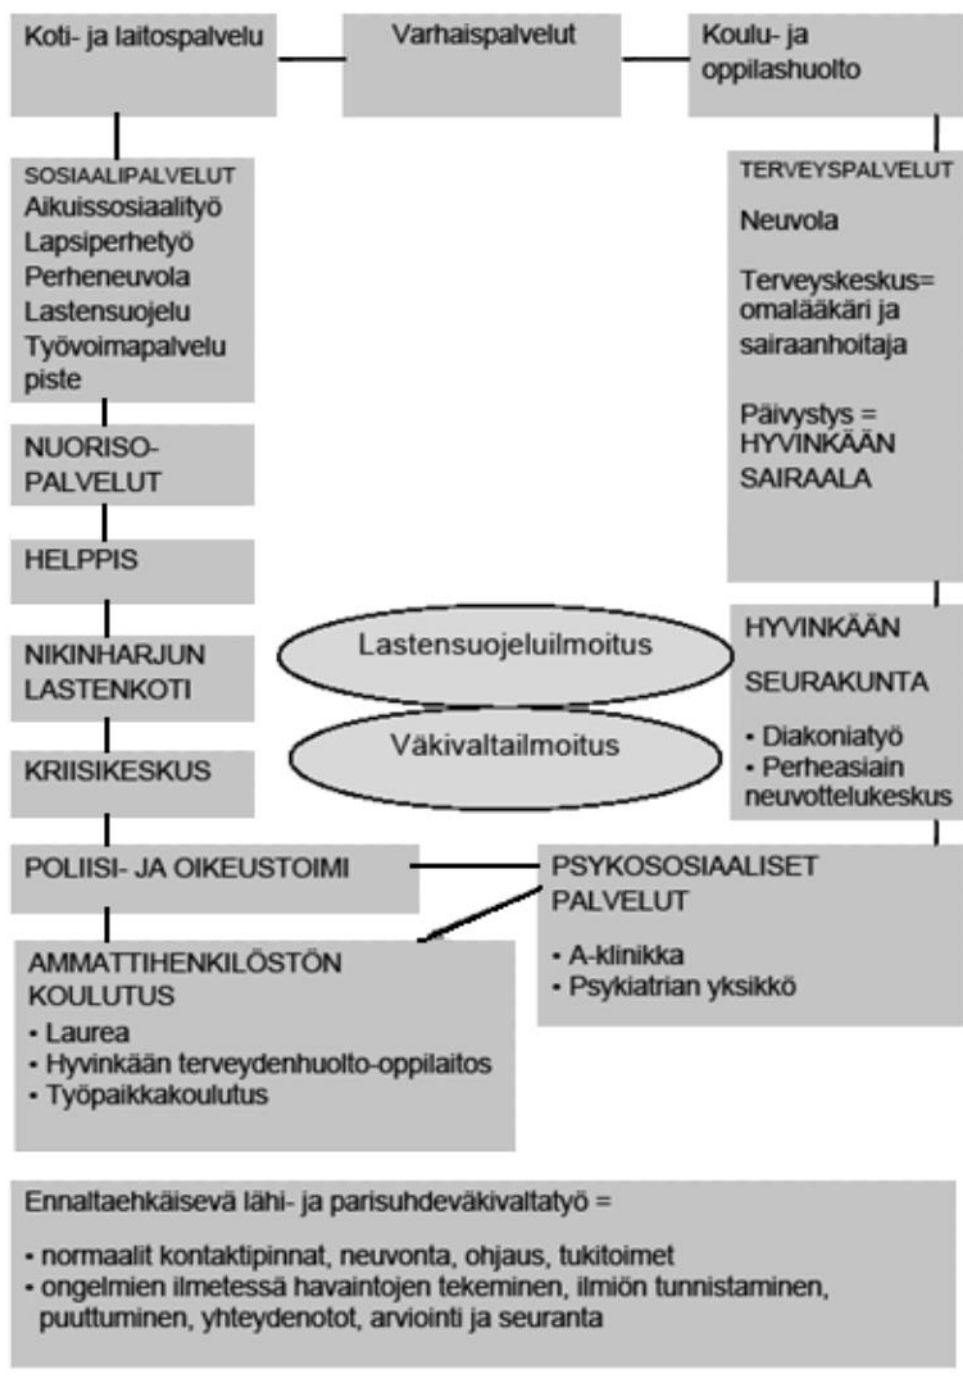 Koti- ja laitospalvelu
Varhaispalvelut
Koulu- ja
oppilashuolto
SOSIAALIPALVELUT
Aikuissosiaalityö
Lapsiperhetyö
Perheneuvola
Lastensuojelu
Työvoimapalvelu
piste
TERVEYSPALVELUT
Neuvola
Terveyskeskus=
omalääkäri ja
sairaanhoitaja
Päivystys =
HYVINKÄÄN
SAIRAALA
NUORISO-
PALVELUT
HELPPIS
NIKINHARJUN
LASTENKOTI
KRIISIKESKUS
Lastensuojeluilmoitus
Väkivaltailmoitus
HYVINKÄÄN
SEURAKUNTA
• Diakoniatyö
• Perheasiain
neuvottelukeskus
POLIISI- JA OIKEUSTOIMI
PSYKOSOSIAALISET
PALVELUT
• A-klinikka
• Psykiatrian yksikkö
AMMATTIHENKILÖSTÖN
KOULUTUS
• Laurea
• Hyvinkään terveydenhuolto-oppilaitos
• Työpaikkakoulutus
Ennaltaehkäisevä lähi- ja parisuhdeväkivaltatyö =
• normaalit kontaktipinnat, neuvonta, ohjaus, tukitoimet
• ongelmien ilmetessä havaintojen tekeminen, ilmiön tunnistaminen,
puuttuminen, yhteydenotot, arviointi ja seuranta